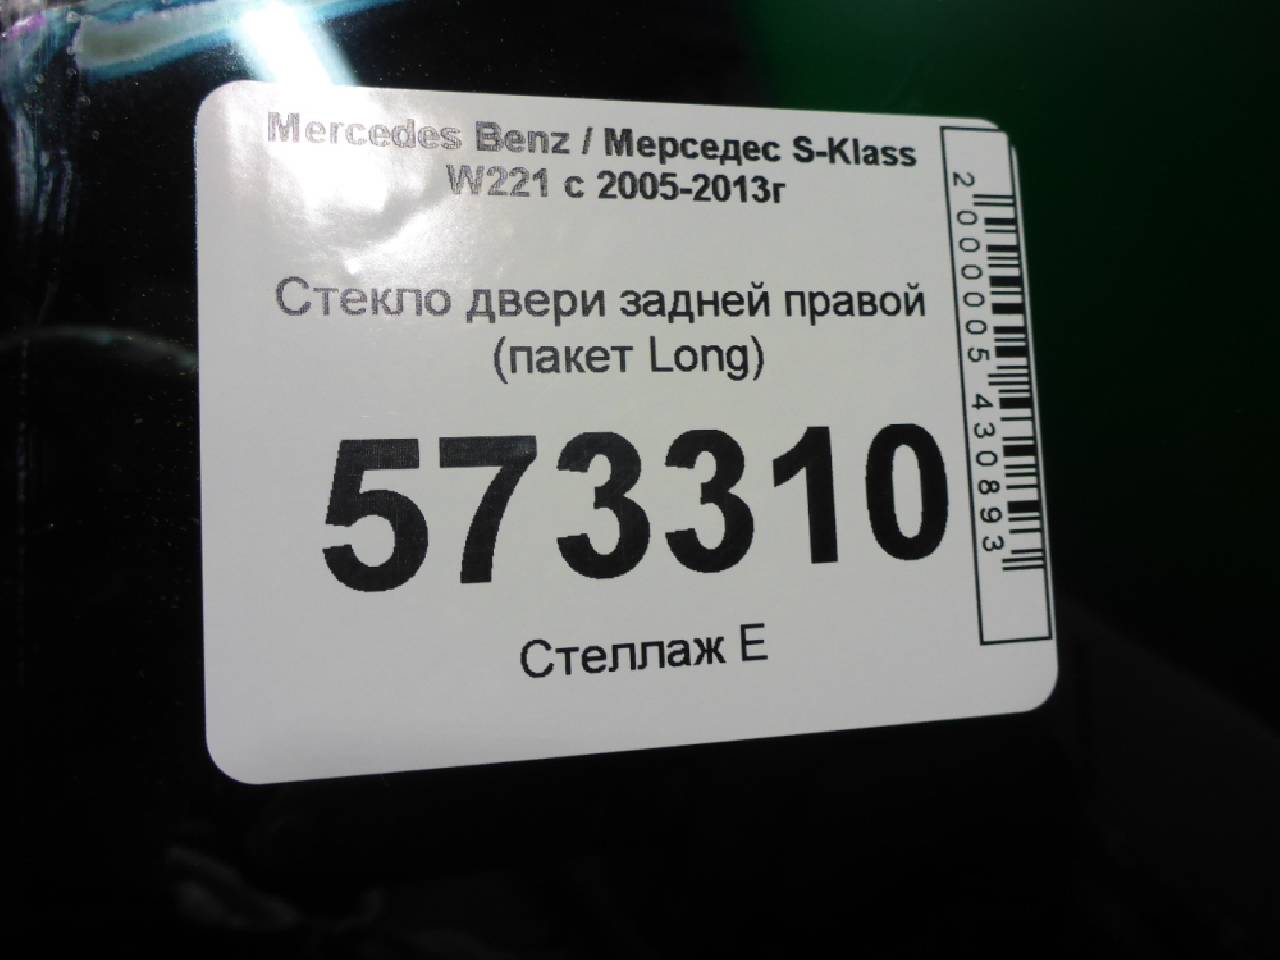 Mercedes Benz / Мерседес S-Klass
W221 с 2005-2013г
Стекло двери задней правой
(пакет Long)
573310
Стеллаж Е
2000005430893